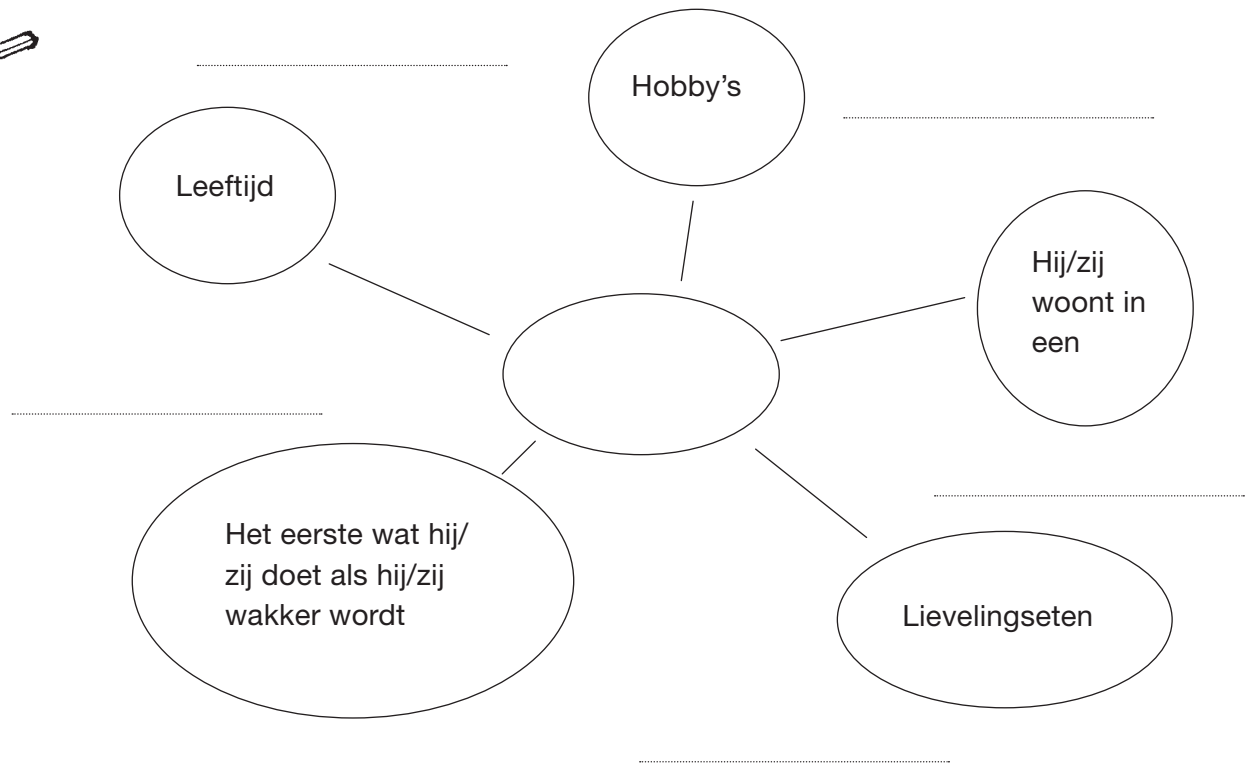 Hobby’s
Leeftijd
Hij/zij
woont in
een
Het eerste wat hij/
zij doet als hij/zij
wakker wordt
Lievelingseten